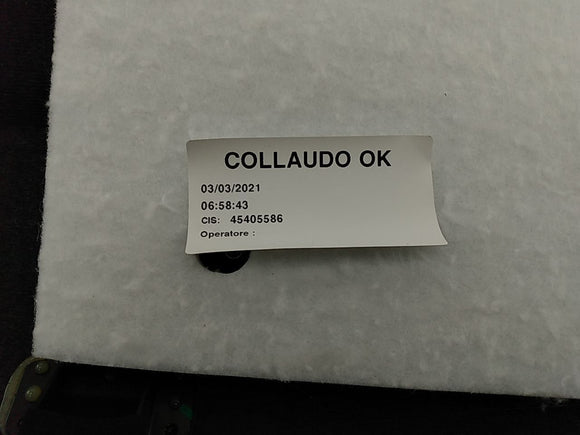 COLLAUDO OK
03/03/2021
06:58:43
CIS: 45405586
Operatore :